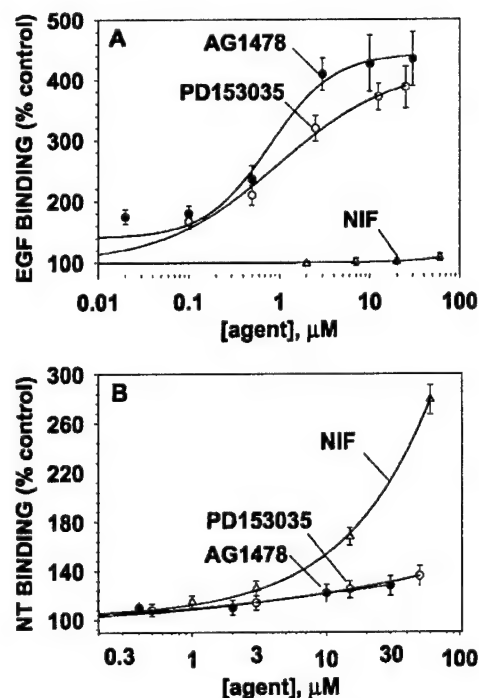 A
EGF BINDING (% control)
500
400
300
200
100
AG1478
PD153035
NIF
0.01 0.1 1 10 100
[agent], µM
B
NT BINDING (% control)
300
260
220
180
140
100
NIF
PD153035
AG1478
0.3 1 3 10 30 100
[agent], µM